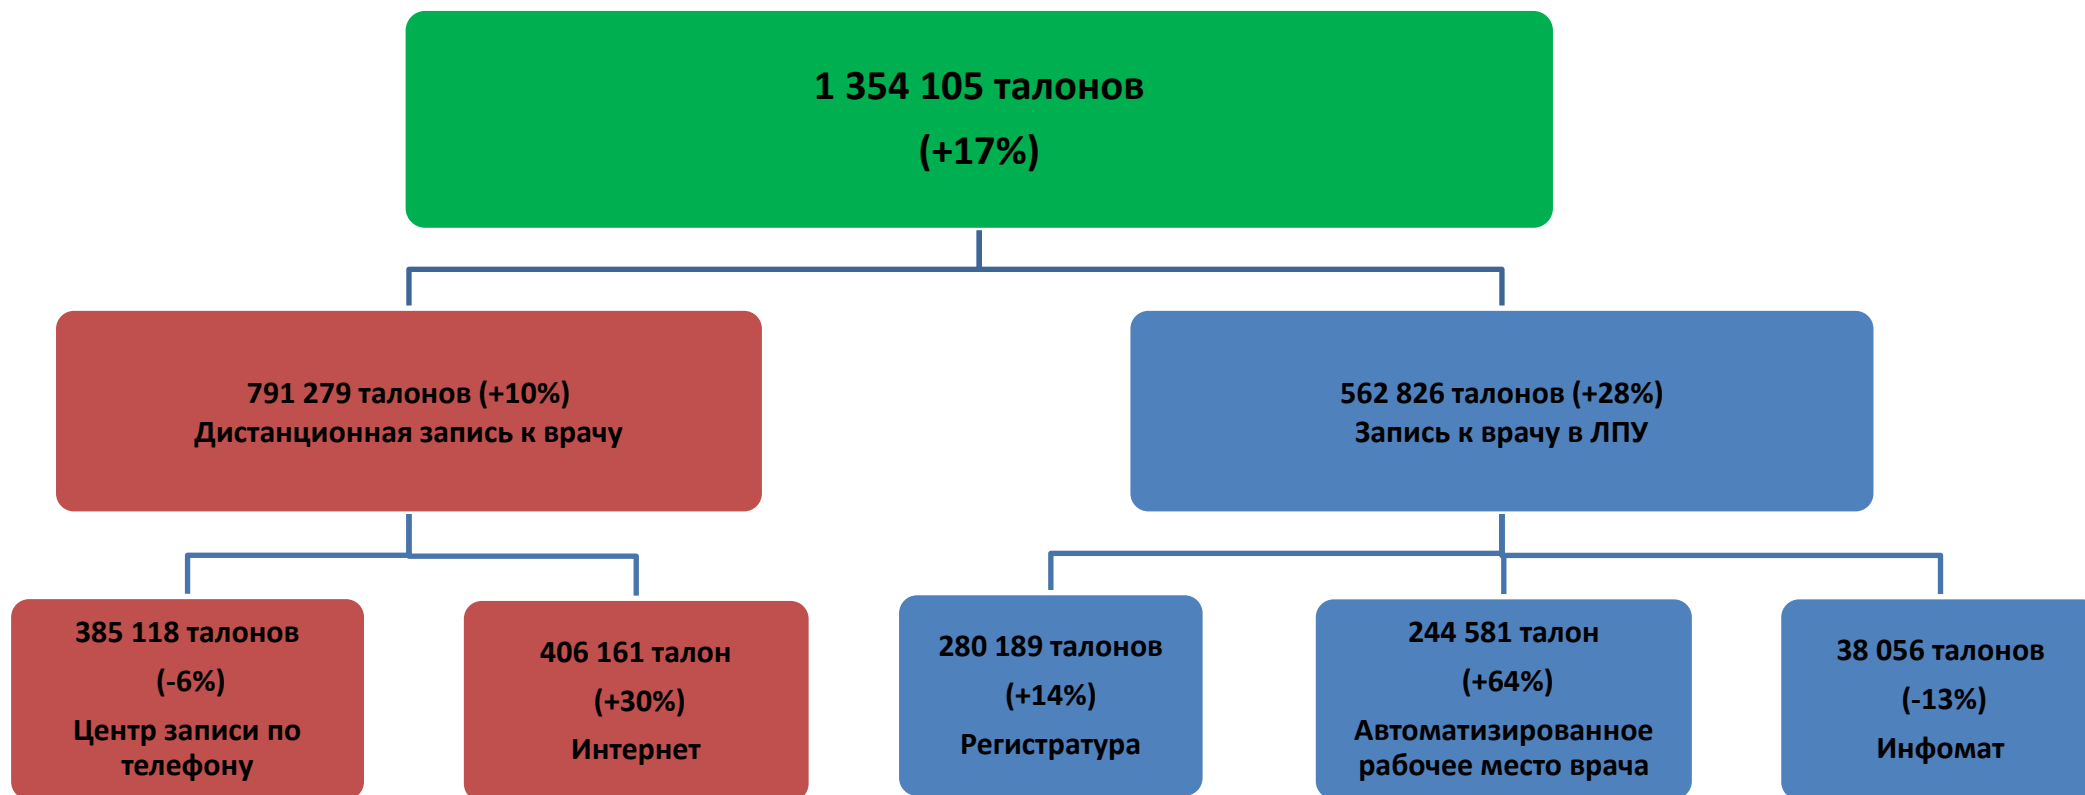 1 354 105 талонов
(+17%)
791 279 талонов (+10%)
Дистанционная запись к врачу
562 826 талонов (+28%)
Запись к врачу в ЛПУ
385 118 талонов
(-6%)
Центр записи по
телефону
406 161 талон
(+30%)
Интернет
280 189 талонов
(+14%)
Регистратура
244 581 талон
(+64%)
Автоматизированное
рабочее место врача
38 056 талонов
(-13%)
Инфомат